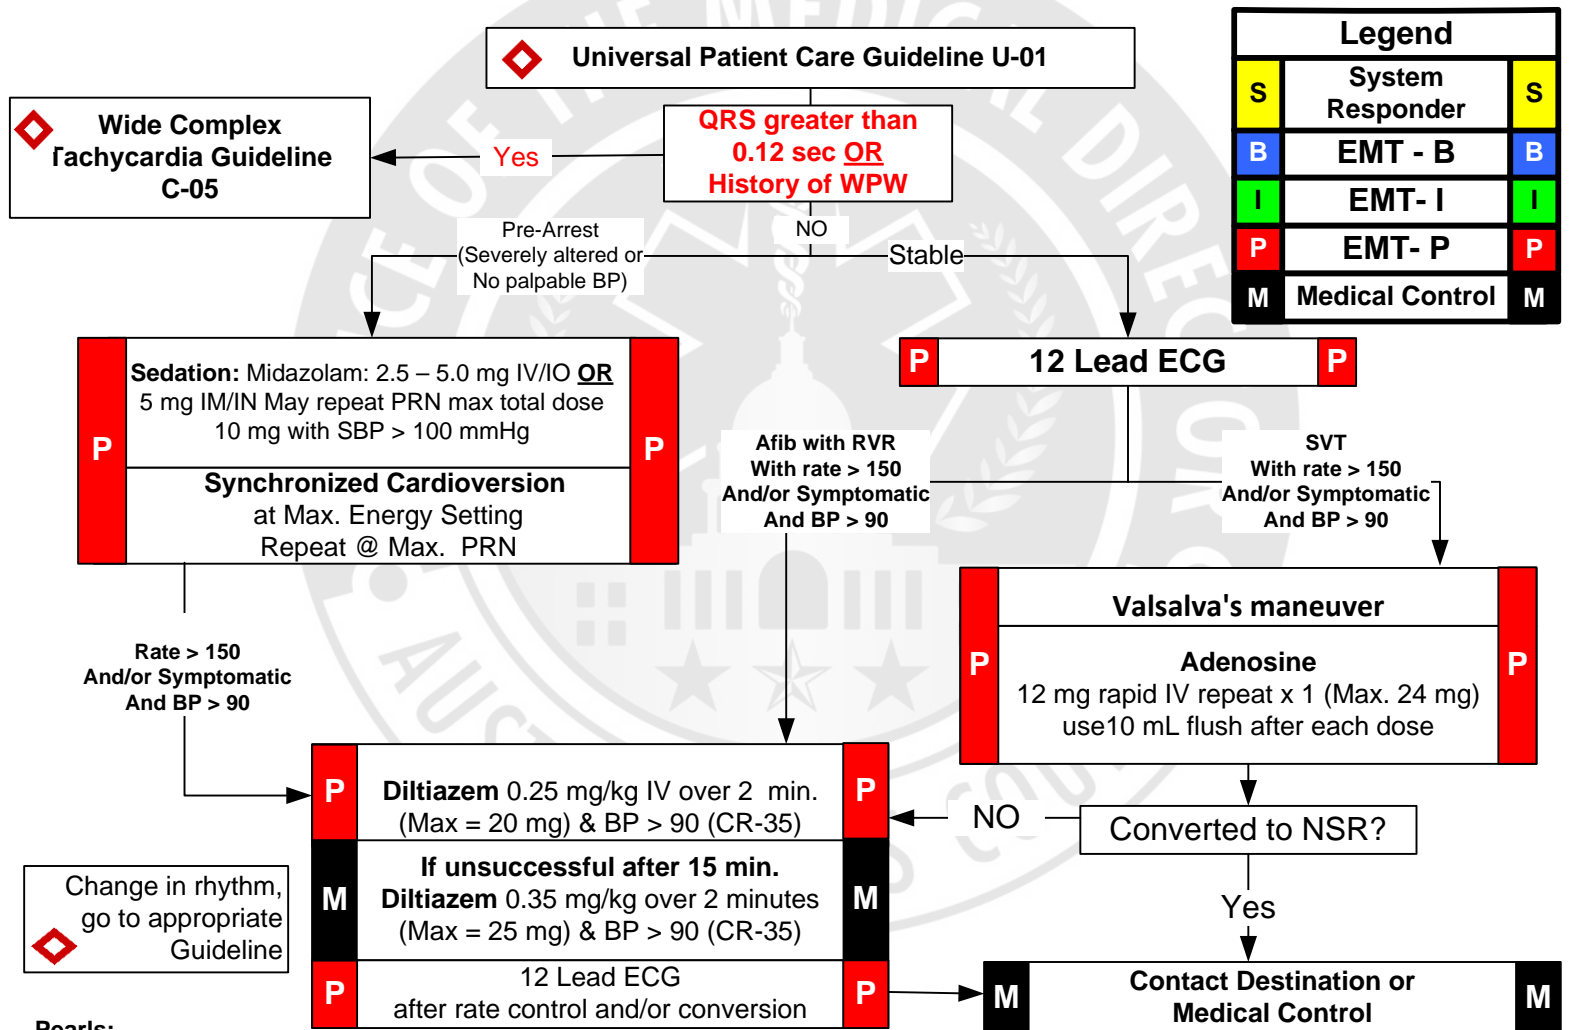 Universal Patient Care Guideline U-01
Legend
S System Responder S
B EMT - B B
I EMT- I I
P EMT- P P
M Medical Control M
Wide Complex
Tachycardia Guideline
C-05
Yes
QRS greater than
0.12 sec OR
History of WPW
NO
Pre-Arrest
(Severely altered or
No palpable BP)
Stable
P
Sedation: Midazolam: 2.5 – 5.0 mg IV/IO OR
5 mg IM/IN May repeat PRN max total dose
10 mg with SBP > 100 mmHg
Synchronized Cardioversion
at Max. Energy Setting
Repeat @ Max. PRN
P
P 12 Lead ECG P
Afib with RVR
With rate > 150
And/or Symptomatic
And BP > 90
SVT
With rate > 150
And/or Symptomatic
And BP > 90
P
Valsalva's maneuver
Adenosine
12 mg rapid IV repeat x 1 (Max. 24 mg)
use10 mL flush after each dose
P
Rate > 150
And/or Symptomatic
And BP > 90
P
Diltiazem 0.25 mg/kg IV over 2 min.
(Max = 20 mg) & BP > 90 (CR-35)
P
NO
Converted to NSR?
M
If unsuccessful after 15 min.
Diltiazem 0.35 mg/kg over 2 minutes
(Max = 25 mg) & BP > 90 (CR-35)
M
Yes
Change in rhythm,
go to appropriate
Guideline
P
12 Lead ECG
after rate control and/or conversion
P
M
Contact Destination or
Medical Control
M
Pearls: